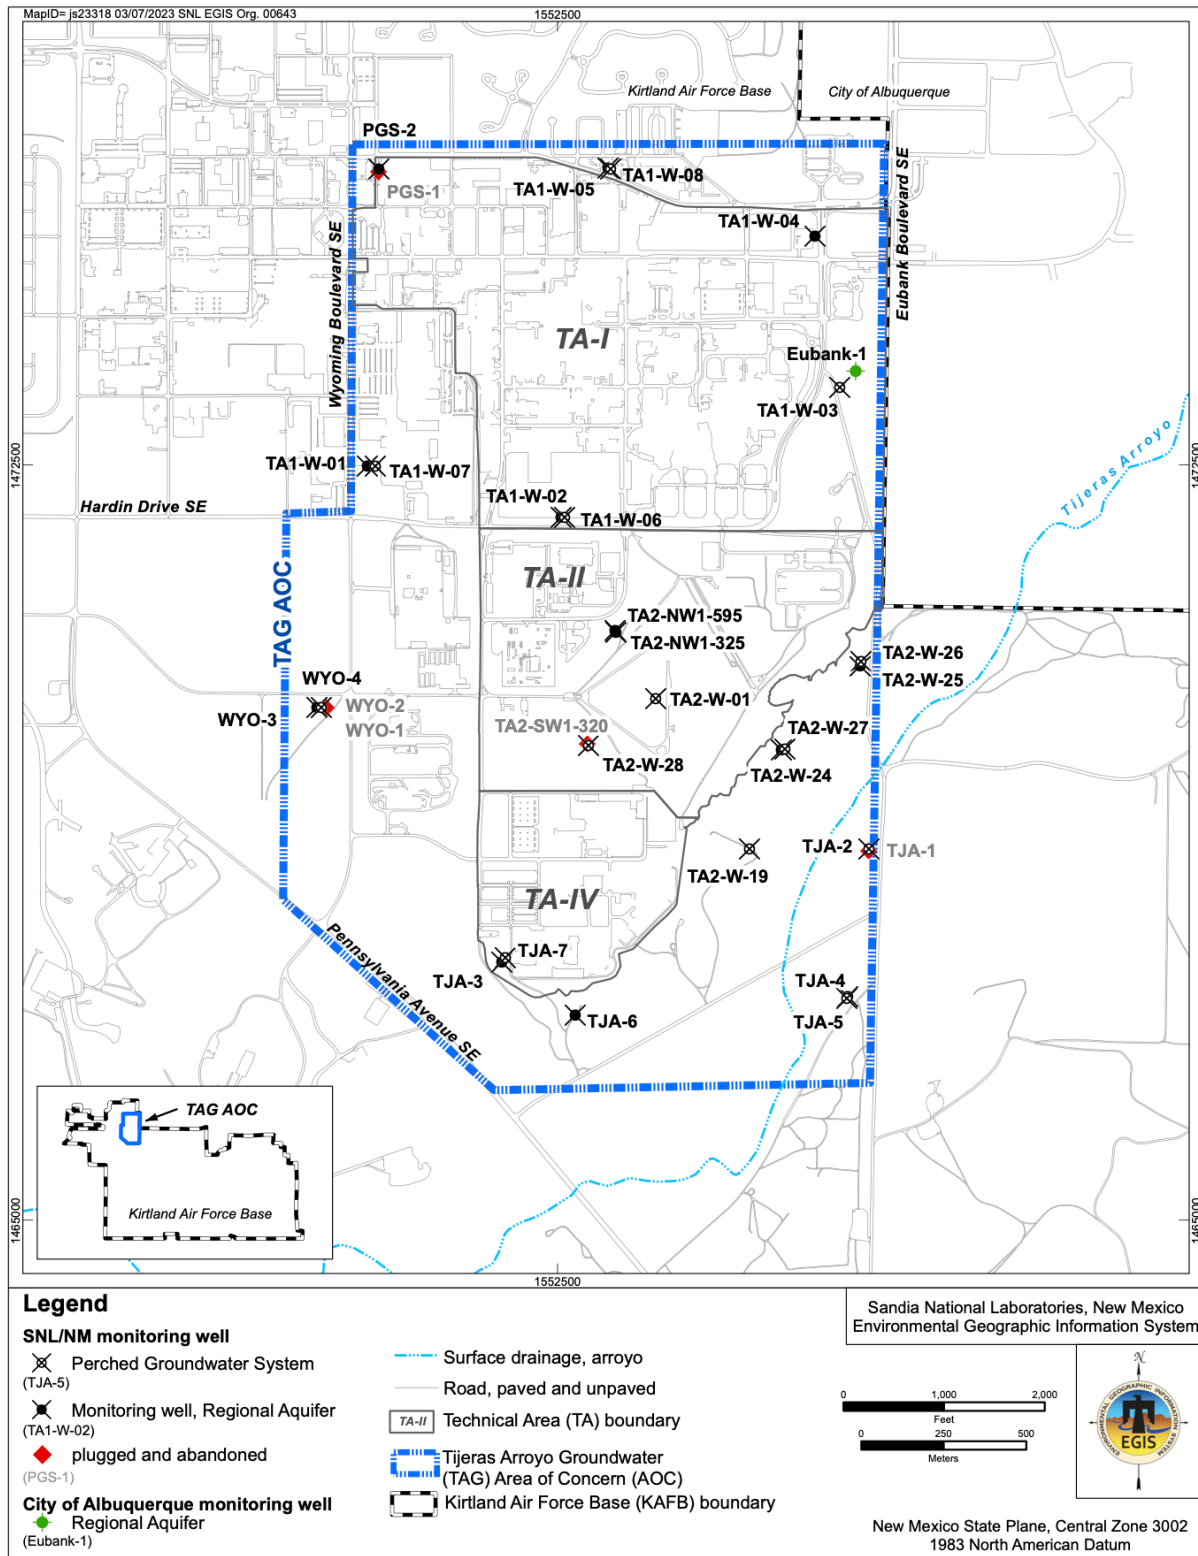 MapID= js23318 03/07/2023 SNL EGIS Org. 00643
1552500
Kirtland Air Force Base
City of Albuquerque
PGS-2
PGS-1
TA1-W-05
TA1-W-08
TA1-W-04
Wyoming Boulevard SE
Eubank Boulevard SE
TA-I
Eubank-1
TA1-W-03
TA1-W-01
TA1-W-07
1472500
1472500
Tijeras Arroyo
Hardin Drive SE
TA1-W-02
TA1-W-06
TAG AOC
TA-II
TA2-NW1-595
TA2-NW1-325
TA2-W-26
TA2-W-25
WYO-4
WYO-3
WYO-2
WYO-1
TA2-W-01
TA2-SW1-320
TA2-W-28
TA2-W-27
TA2-W-24
TA2-W-19
TJA-2
TJA-1
TA-IV
Pennsylvania Avenue SE
TJA-7
TJA-3
TJA-4
TJA-5
TJA-6
TAG AOC
Kirtland Air Force Base
1465000
1465000
1552500
Legend
SNL/NM monitoring well
Perched Groundwater System
(TJA-5)
Monitoring well, Regional Aquifer
(TA1-W-02)
plugged and abandoned
(PGS-1)
City of Albuquerque monitoring well
Regional Aquifer
(Eubank-1)
Surface drainage, arroyo
Road, paved and unpaved
TA-II
Technical Area (TA) boundary
Tijeras Arroyo Groundwater
(TAG) Area of Concern (AOC)
Kirtland Air Force Base (KAFB) boundary
Sandia National Laboratories, New Mexico
Environmental Geographic Information System
0 1,000 2,000
Feet
0 250 500
Meters
N
ENVIRONMENTAL GEOGRAPHIC INFORMATION SYSTEM
EGIS
New Mexico State Plane, Central Zone 3002
1983 North American Datum